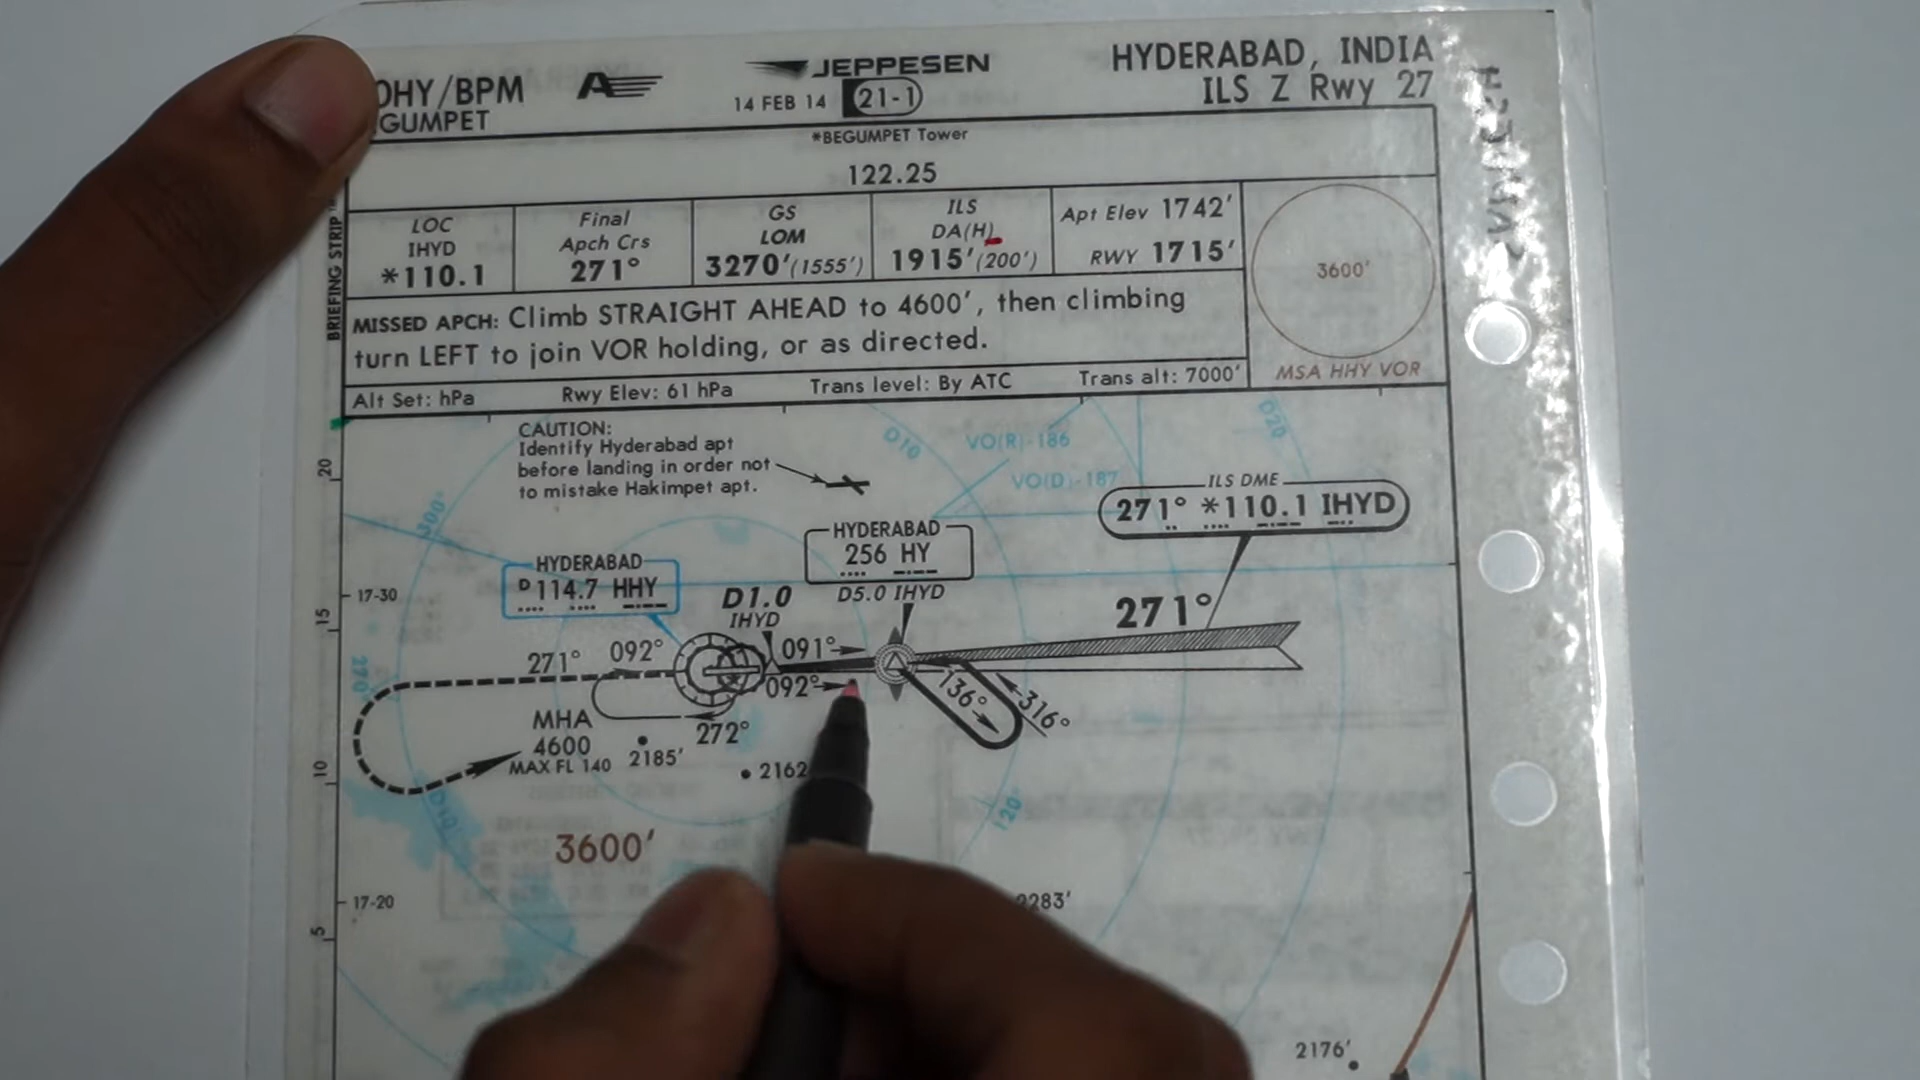 OHY/BPM
GUMPET
JEPPESEN
14 FEB 14 21-1
HYDERABAD, INDIA
ILS Z Rwy 27
*BEGUMPET Tower
122.25
BRIEFING STRIP
LOC
IHYD
*110.1
Final
Apch Crs
271°
GS
LOM
3270'(1555')
ILS
DA(H)
1915'(200')
Apt Elev 1742'
RWY 1715'
3600'
MSA HHY VOR
MISSED APCH: Climb STRAIGHT AHEAD to 4600', then climbing
turn LEFT to join VOR holding, or as directed.
Alt Set: hPa Rwy Elev: 61 hPa Trans level: By ATC Trans alt: 7000'
CAUTION:
Identify Hyderabad apt
before landing in order not
to mistake Hakimpet apt.
D10
VO(R)-186
VO(D)-187
D20
ILS DME
271° *110.1 IHYD
HYDERABAD
256 HY
HYDERABAD
D 114.7 HHY
D1.0
IHYD
D5.0 IHYD
300°
20
17-30
15
271°
092°
091°
092°
271°
136°
316°
270°
272°
MHA
4600
MAX FL 140
2185'
2162
D10
120°
10
3600'
17-20
5
2283'
2176'